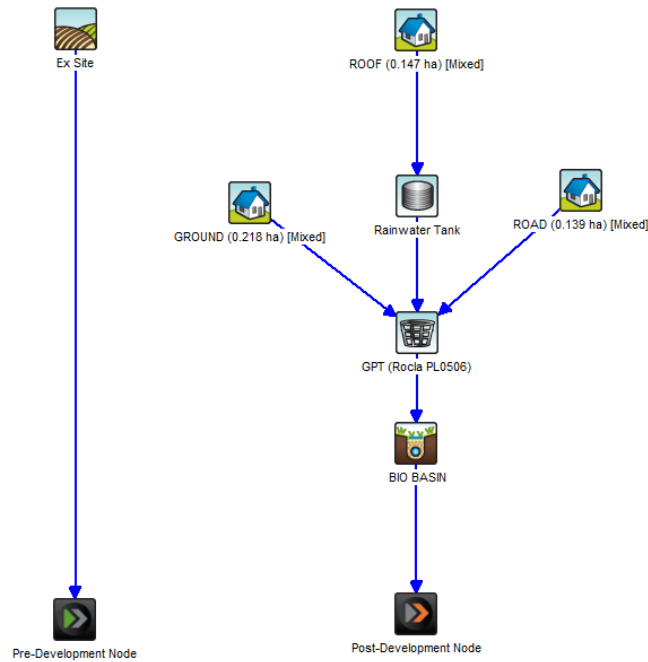 Ex Site
ROOF (0.147 ha) [Mixed]
GROUND (0.218 ha) [Mixed]
Rainwater Tank
ROAD (0.139 ha) [Mixed]
GPT (Rocla PL0506)
BIO BASIN
Pre-Development Node
Post-Development Node